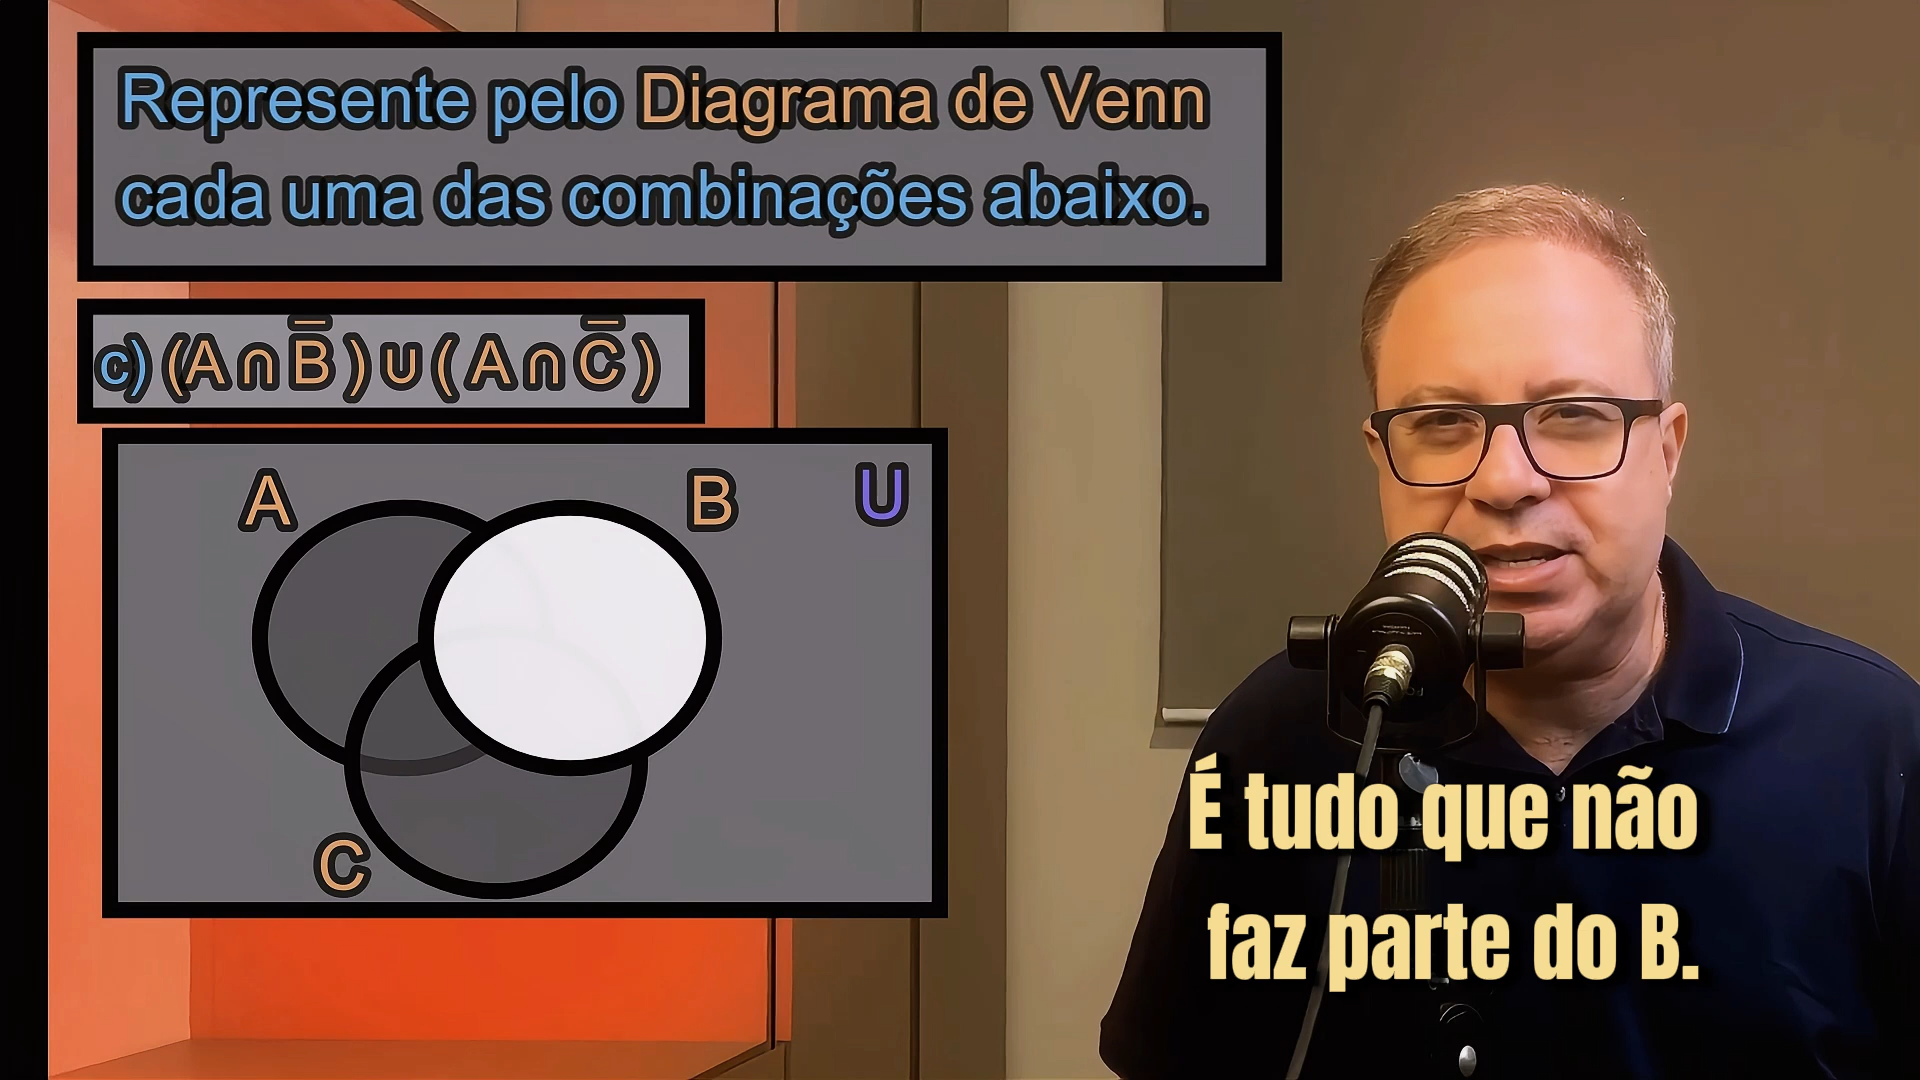 Represente pelo Diagrama de Venn
cada uma das combinações abaixo.
c) (A∩B̅)∪(A∩C̅)
A
B
U
C
É tudo que não
faz parte do B.